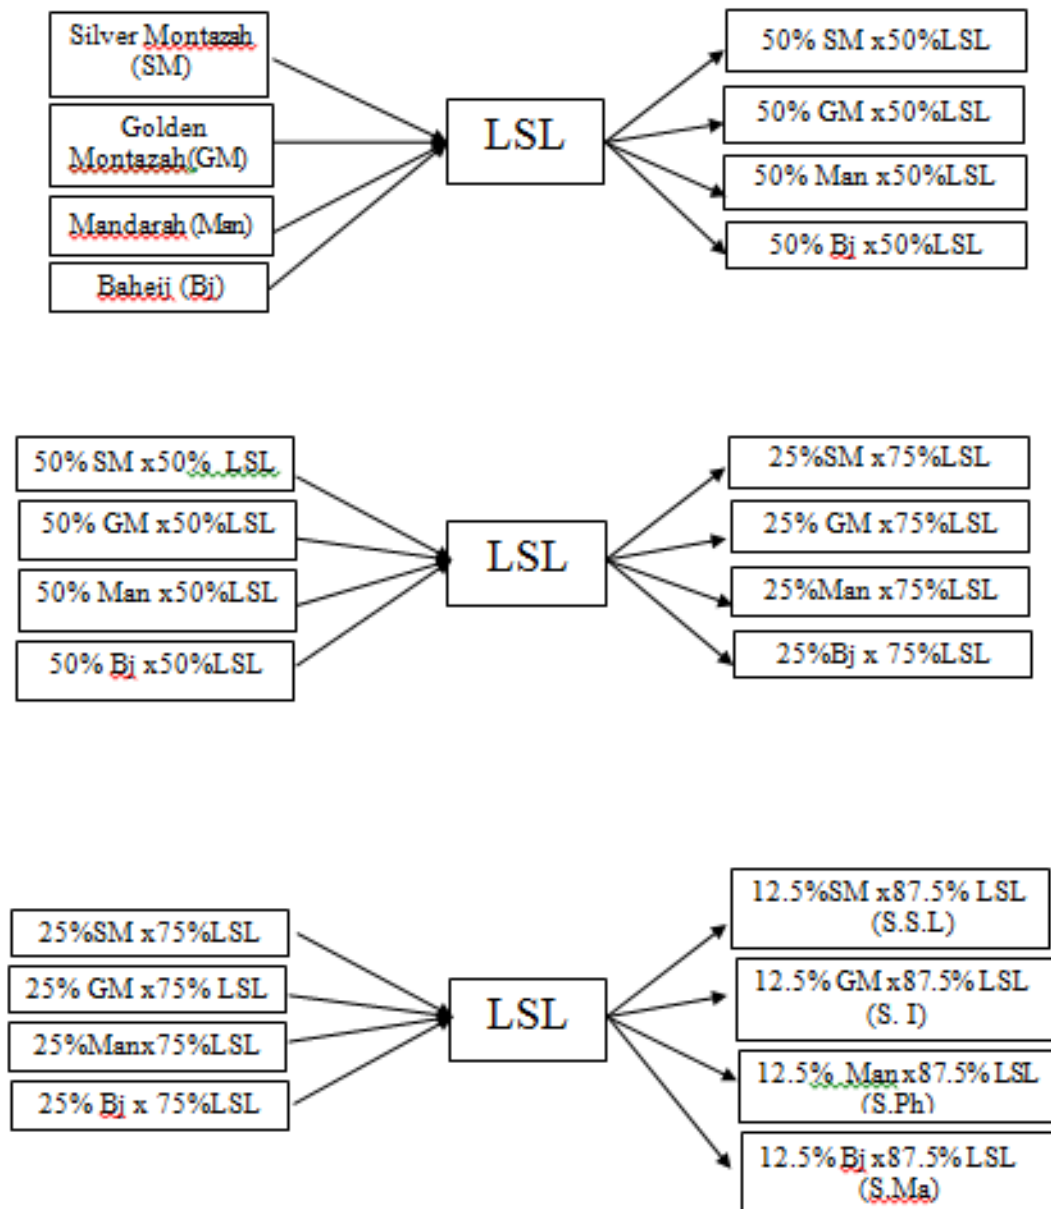 Silver Montazah
(SM)
Golden
Montazah(GM)
Mandarah (Man)
Baheij (Bj)
LSL
50% SM x50%LSL
50% GM x50%LSL
50% Man x50%LSL
50% Bj x50%LSL
50% SM x50% LSL
50% GM x50%LSL
50% Man x50%LSL
50% Bj x50%LSL
LSL
25%SM x75%LSL
25% GM x75%LSL
25%Man x75%LSL
25%Bj x 75%LSL
25%SM x75%LSL
25% GM x75% LSL
25%Manx75%LSL
25% Bj x 75%LSL
LSL
12.5%SM x87.5% LSL
(S.S.L)
12.5% GM x87.5% LSL
(S. I)
12.5% Man x87.5% LSL
(S.Ph)
12.5% Bj x87.5% LSL
(S.Ma)